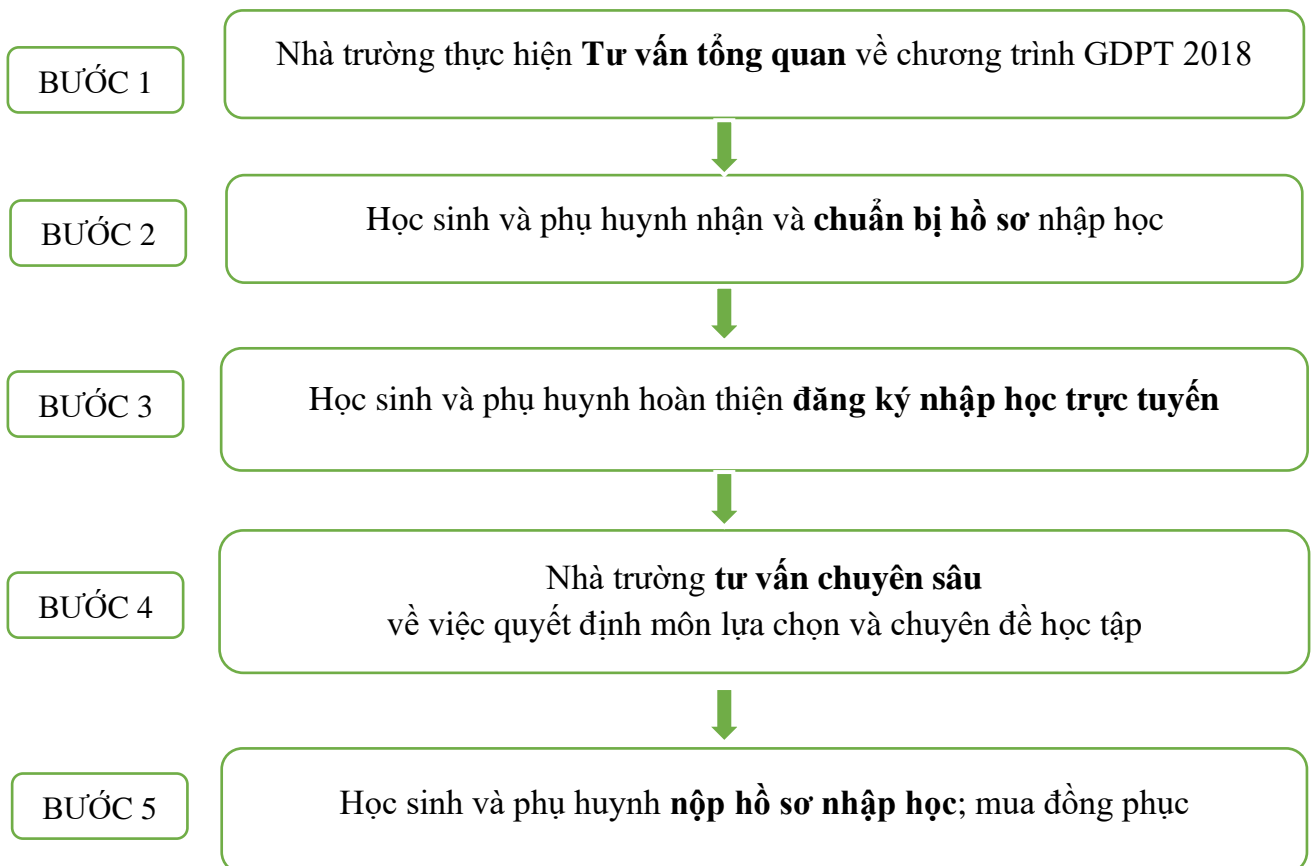 BƯỚC 1
Nhà trường thực hiện Tư vấn tổng quan về chương trình GDPT 2018
BƯỚC 2
Học sinh và phụ huynh nhận và chuẩn bị hồ sơ nhập học
BƯỚC 3
Học sinh và phụ huynh hoàn thiện đăng ký nhập học trực tuyến
BƯỚC 4
Nhà trường tư vấn chuyên sâu
về việc quyết định môn lựa chọn và chuyên đề học tập
BƯỚC 5
Học sinh và phụ huynh nộp hồ sơ nhập học; mua đồng phục